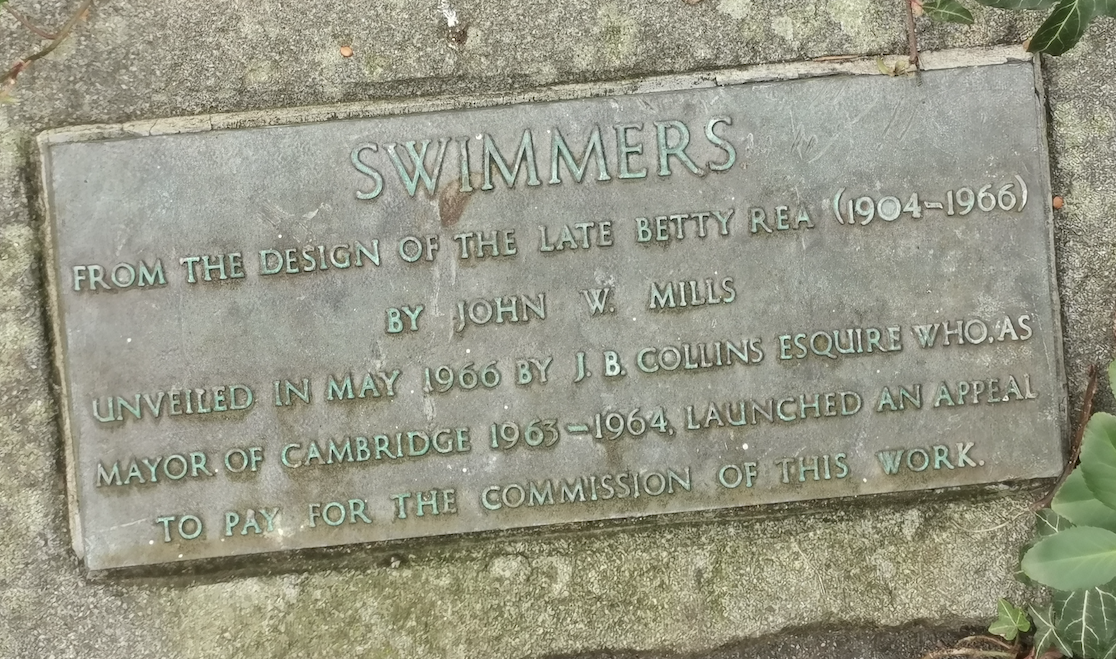 SWIMMERS
FROM THE DESIGN OF THE LATE BETTY REA (1904-1966)
BY JOHN W. MILLS
UNVEILED IN MAY 1966 BY J. B. COLLINS ESQUIRE WHO, AS
MAYOR OF CAMBRIDGE 1963-1964, LAUNCHED AN APPEAL
TO PAY FOR THE COMMISSION OF THIS WORK.